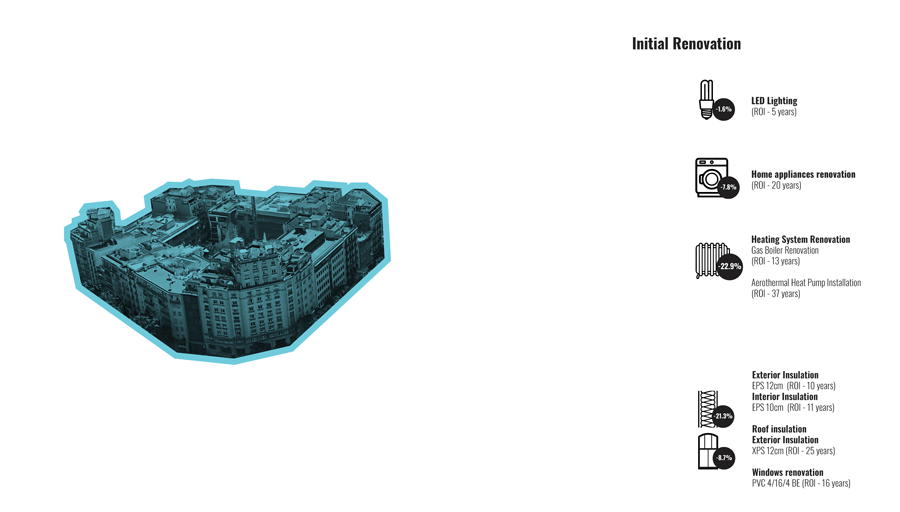 Initial Renovation
-1.6%
LED Lighting
(ROI - 5 years)
-7.8%
Home appliances renovation
(ROI - 20 years)
-22.9%
Heating System Renovation
Gas Boiler Renovation
(ROI - 13 years)
Aerothermal Heat Pump Installation
(ROI - 37 years)
Exterior Insulation
EPS 12cm (ROI - 10 years)
Interior Insulation
EPS 10cm (ROI - 11 years)
-21.3%
Roof insulation
Exterior Insulation
XPS 12cm (ROI - 25 years)
-8.7%
Windows renovation
PVC 4/16/4 BE (ROI - 16 years)